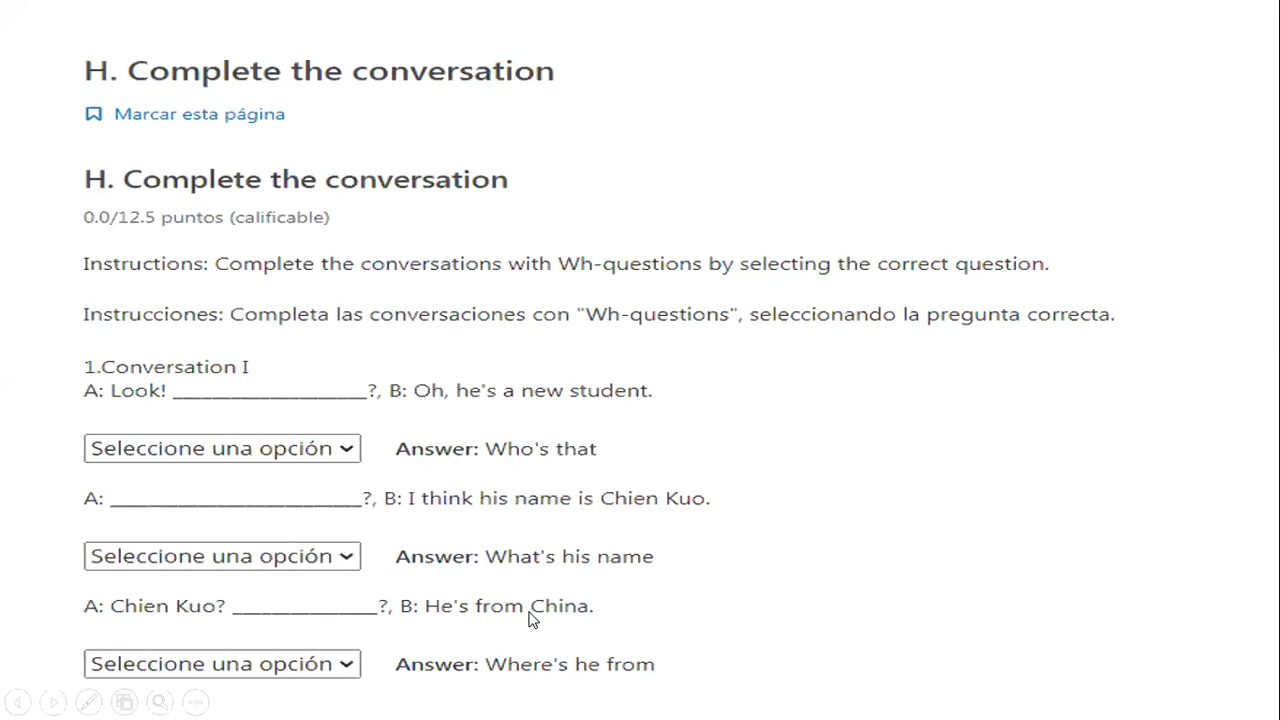 H. Complete the conversation
Marcar esta página
H. Complete the conversation
0.0/12.5 puntos (calificable)
Instructions: Complete the conversations with Wh-questions by selecting the correct question.
Instrucciones: Completa las conversaciones con "Wh-questions", seleccionando la pregunta correcta.
1.Conversation I
A: Look! ___________________?, B: Oh, he's a new student.
Seleccione una opción Answer: Who's that
A: _________________________?, B: I think his name is Chien Kuo.
Seleccione una opción Answer: What's his name
A: Chien Kuo? ______________?, B: He's from China.
Seleccione una opción Answer: Where's he from